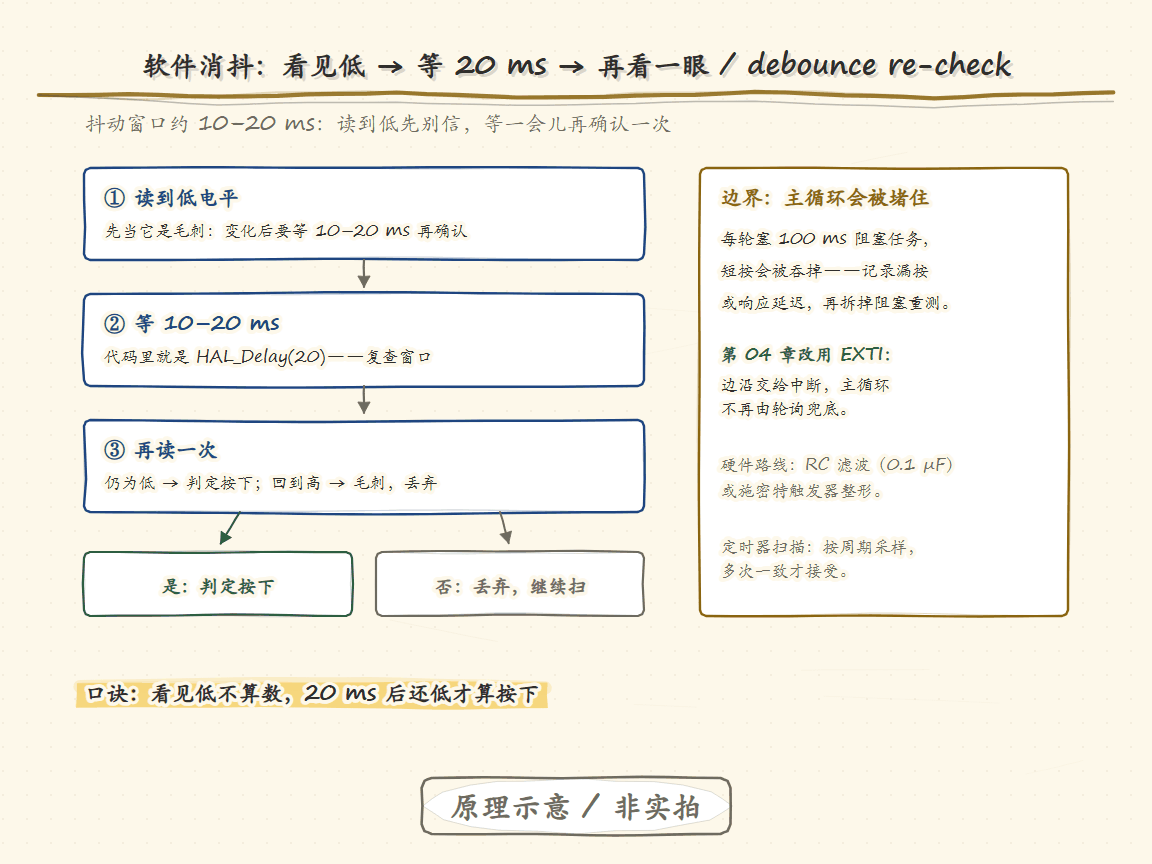 软件消抖：看见低 → 等 20 ms → 再看一眼 / debounce re-check
抖动窗口约 10–20 ms：读到低先别信，等一会儿再确认一次
① 读到低电平
先当它是毛刺：变化后要等 10–20 ms 再确认
② 等 10–20 ms
代码里就是 HAL_Delay(20)——复查窗口
③ 再读一次
仍为低 → 判定按下；回到高 → 毛刺，丢弃
是：判定按下
否：丢弃，继续扫
边界：主循环会被堵住
每轮塞 100 ms 阻塞任务，
短按会被吞掉——记录漏按
或响应延迟，再拆掉阻塞重测。
第 04 章改用 EXTI：
边沿交给中断，主循环
不再由轮询兜底。
硬件路线：RC 滤波（0.1 μF）
或施密特触发器整形。
定时器扫描：按周期采样，
多次一致才接受。
口诀：看见低不算数，20 ms 后还低才算按下
原理示意 / 非实拍